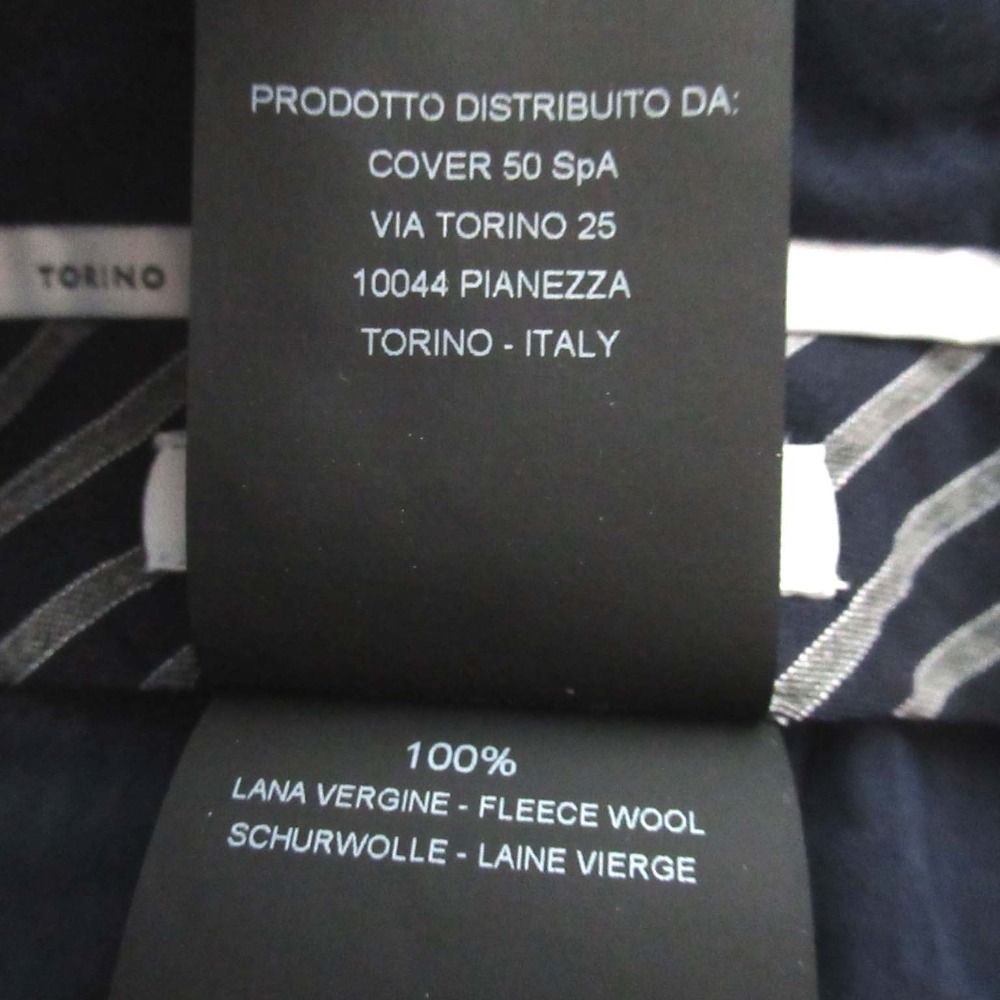 PRODOTTO DISTRIBUITO DA:
COVER 50 SpA
VIA TORINO 25
10044 PIANEZZA
TORINO - ITALY
TORINO
100%
LANA VERGINE - FLEECE WOOL
SCHURWOLLE - LAINE VIERGE